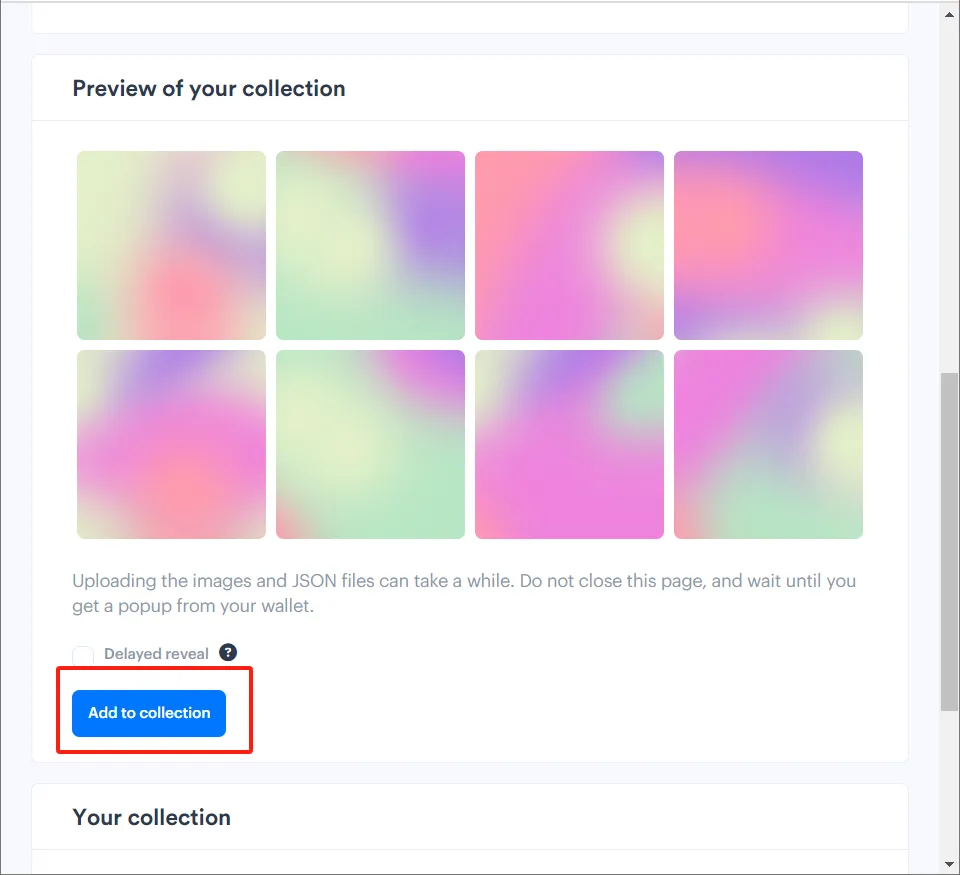 Preview of your collection
Uploading the images and JSON files can take a while. Do not close this page, and wait until you
get a popup from your wallet.
Delayed reveal ?
Add to collection
Your collection